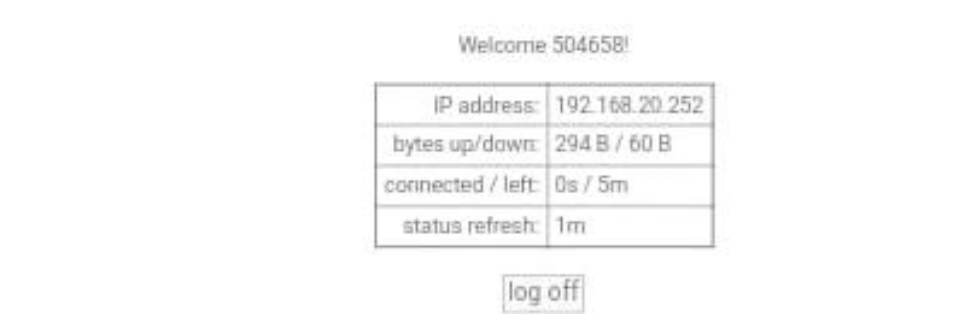 Welcome 504658!
IP address: 192.168.20.252
bytes up/down: 294 B / 60 B
connected / left: 0s / 5m
status refresh: 1m
log off